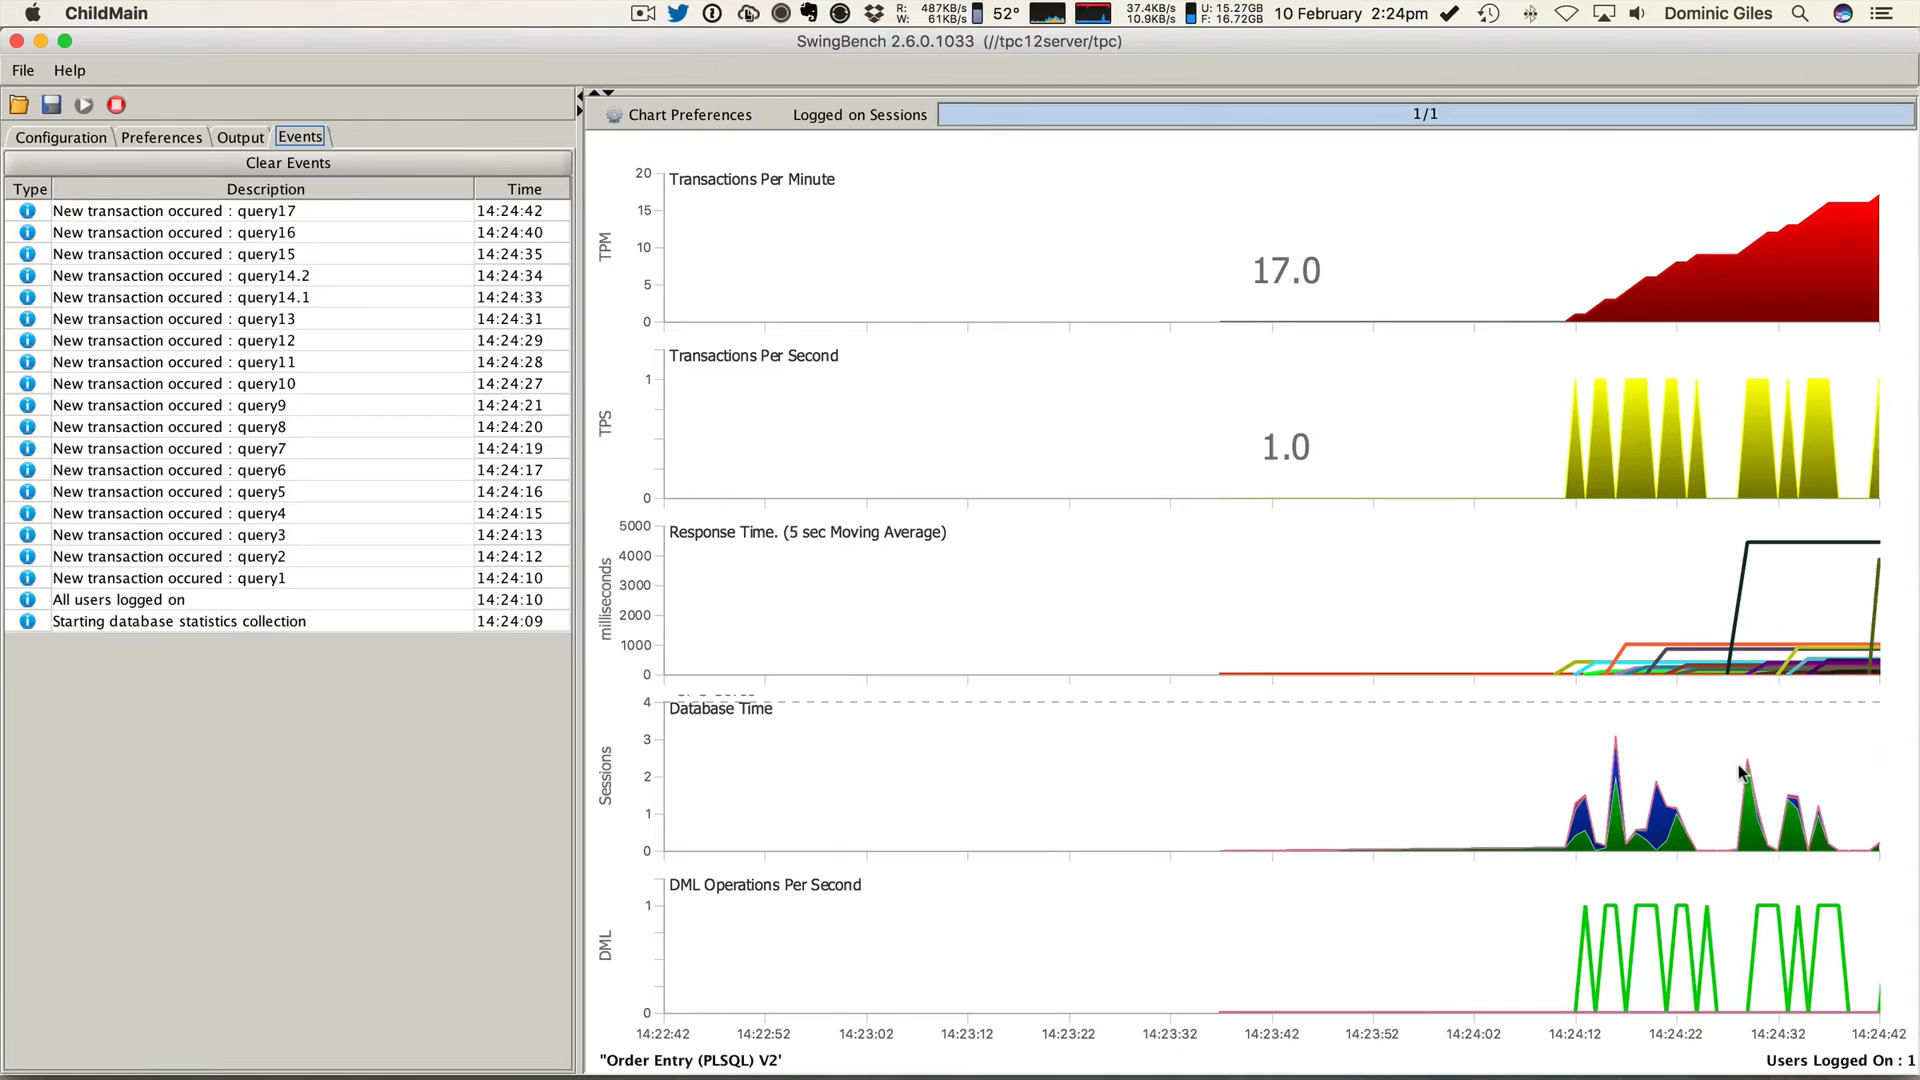 ChildMain
R: 487KB/s
W: 61KB/s
52°
37.4KB/s
10.9KB/s
U: 15.27GB
F: 16.72GB
10 February 2:24pm
Dominic Giles
SwingBench 2.6.0.1033 (//tpc12server/tpc)
File Help
Configuration Preferences Output Events
Clear Events
Type Description Time
New transaction occured : query17 14:24:42
New transaction occured : query16 14:24:40
New transaction occured : query15 14:24:35
New transaction occured : query14.2 14:24:34
New transaction occured : query14.1 14:24:33
New transaction occured : query13 14:24:31
New transaction occured : query12 14:24:29
New transaction occured : query11 14:24:28
New transaction occured : query10 14:24:27
New transaction occured : query9 14:24:21
New transaction occured : query8 14:24:20
New transaction occured : query7 14:24:19
New transaction occured : query6 14:24:17
New transaction occured : query5 14:24:16
New transaction occured : query4 14:24:15
New transaction occured : query3 14:24:13
New transaction occured : query2 14:24:12
New transaction occured : query1 14:24:10
All users logged on 14:24:10
Starting database statistics collection 14:24:09
Chart Preferences Logged on Sessions 1/1
Transactions Per Minute
TPM
20
15
10
5
0
17.0
Transactions Per Second
TPS
1
0
1.0
Response Time. (5 sec Moving Average)
milliseconds
5000
4000
3000
2000
1000
0
Database Time
Sessions
4
3
2
1
0
DML Operations Per Second
DML
1
0
14:22:42 14:22:52 14:23:02 14:23:12 14:23:22 14:23:32 14:23:42 14:23:52 14:24:02 14:24:12 14:24:22 14:24:32 14:24:42
"Order Entry (PLSQL) V2'
Users Logged On : 1